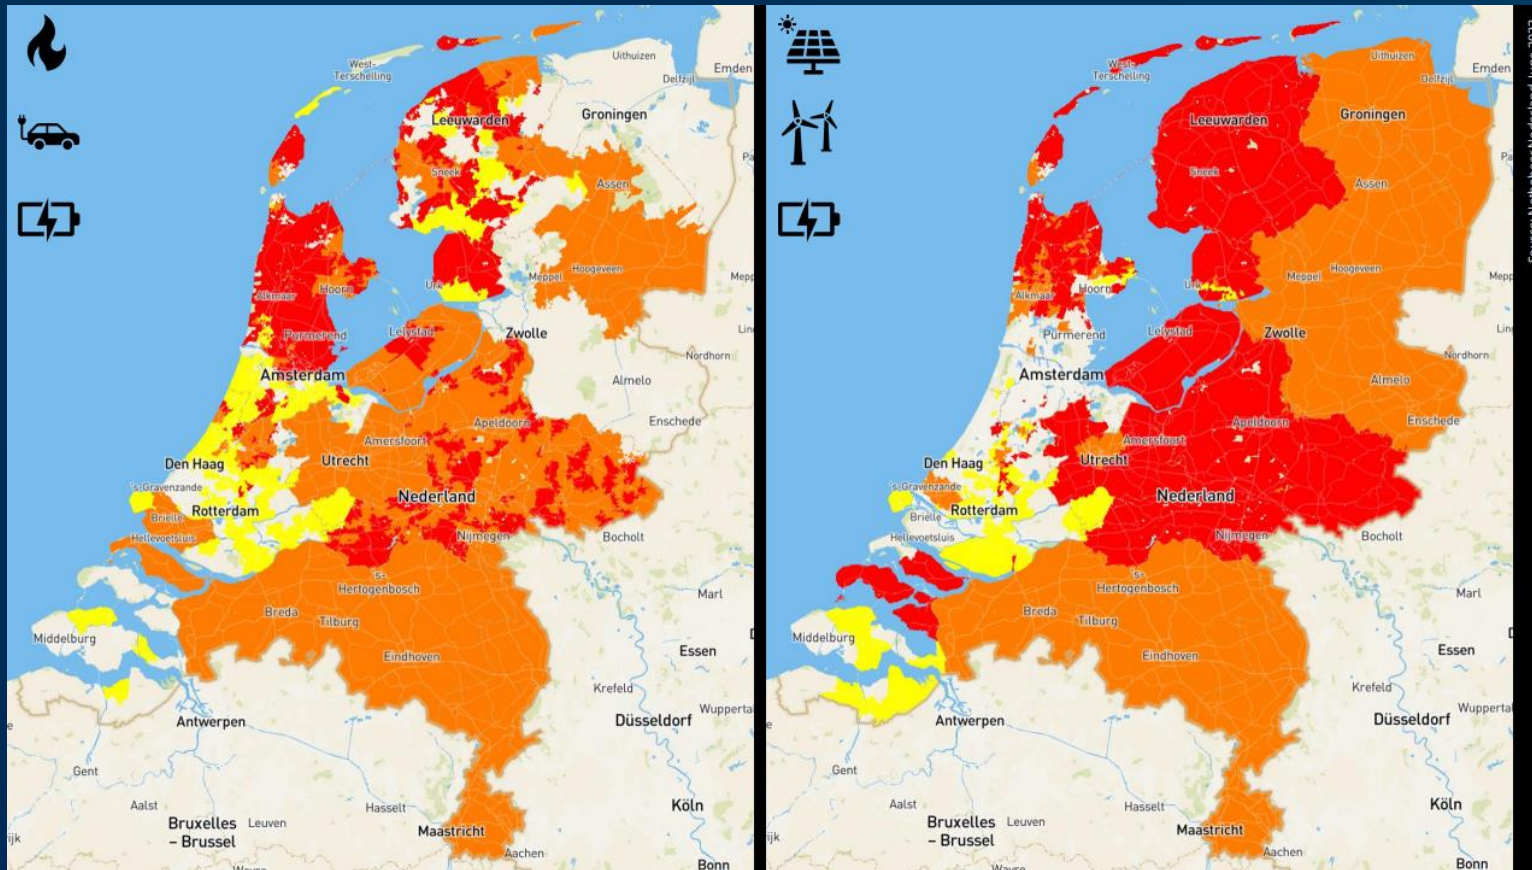 Uithuizen
West-
Terschelling
Delfzijl
Emden
Leeuwarden
Groningen
Sneek
Assen
Hoogeveen
Urk
Meppel
Alkmaar
Hoorn
Purmerend
Lelystad
Zwolle
Nordhorn
Amsterdam
Almelo
Apeldoorn
Enschede
Amersfoort
Den Haag
Utrecht
's-Gravenzande
Nederland
Rotterdam
Brielle
Hellevoetsluis
Nijmegen
Bocholt
's-
Hertogenbosch
Marl
Breda
Tilburg
Middelburg
Eindhoven
Essen
Krefeld
Wupperta
Antwerpen
Düsseldorf
Gent
Aalst
Hasselt
Köln
Bruxelles
– Brussel
Leuven
Maastricht
Aachen
Bonn
Wavre
Uithuizen
West-
Terschelling
Delfzijl
Emden
Leeuwarden
Groningen
Sneek
Assen
Hoogeveen
Urk
Meppel
Alkmaar
Hoorn
Purmerend
Lelystad
Zwolle
Nordhorn
Amsterdam
Almelo
Apeldoorn
Enschede
Amersfoort
Den Haag
Utrecht
's-Gravenzande
Nederland
Rotterdam
Brielle
Hellevoetsluis
Nijmegen
Bocholt
's-
Hertogenbosch
Marl
Breda
Tilburg
Middelburg
Eindhoven
Essen
Krefeld
Wuppe
Antwerpen
Düsseldorf
Gent
Aalst
Hasselt
Köln
Bruxelles
– Brussel
Leuven
Maastricht
Aachen
Bonn
Wavre